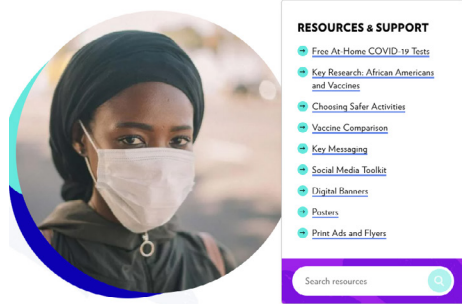 RESOURCES & SUPPORT
Free At-Home COVID-19 Tests
Key Research: African Americans
and Vaccines
Choosing Safer Activities
Vaccine Comparison
Key Messaging
Social Media Toolkit
Digital Banners
Posters
Print Ads and Flyers
Search resources